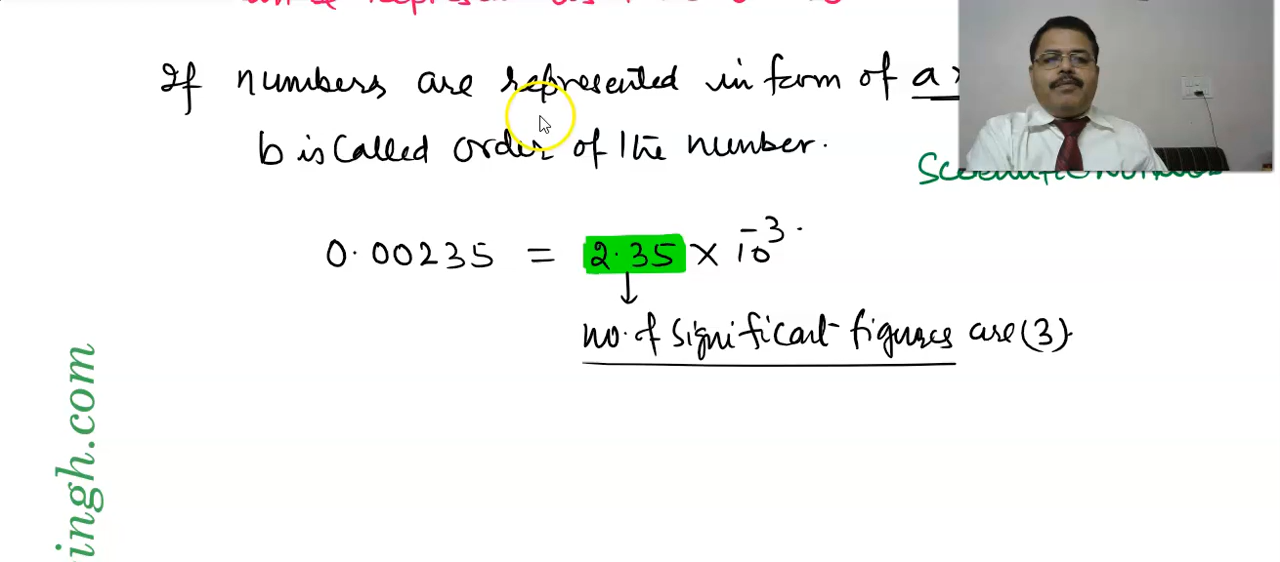 If numbers are represented in form of a
b is called order of the number.
0.00235 = 2.35 × 10⁻³.
no. of significant figures are (3).
ingh.com